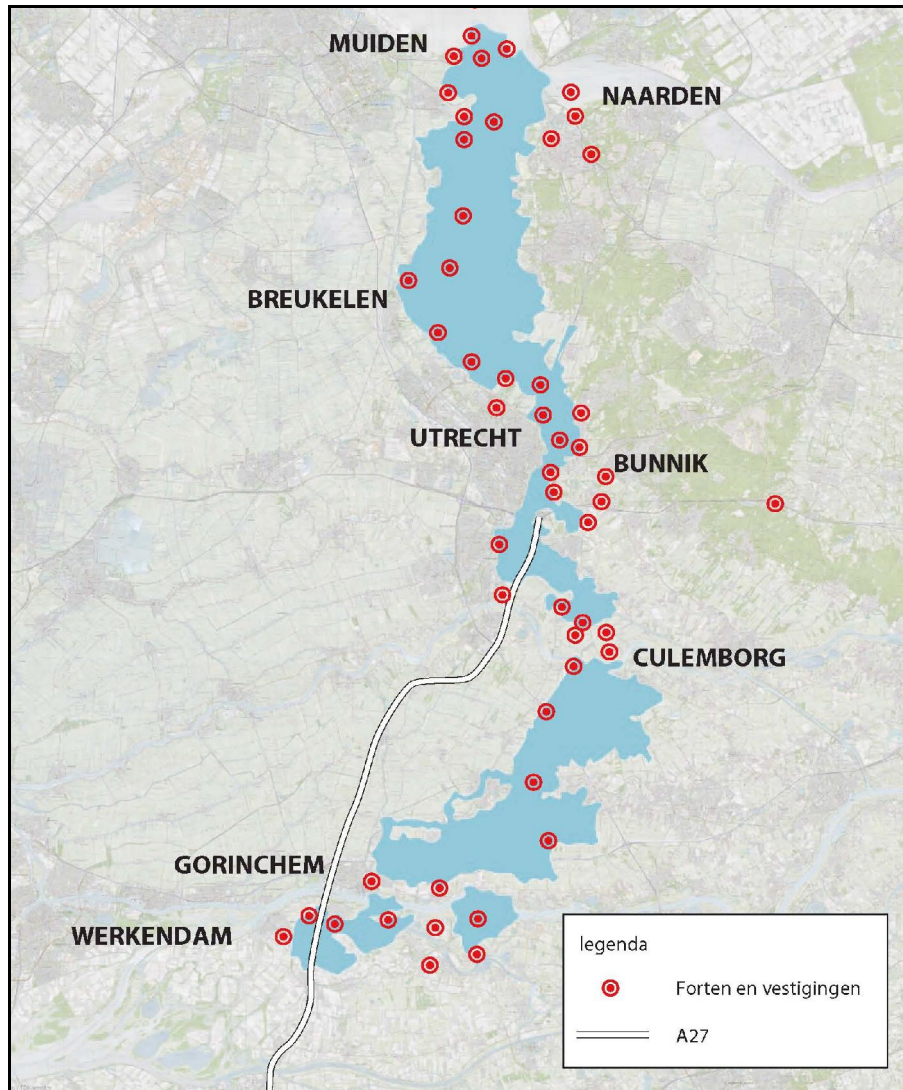 MUIDEN
NAARDEN
BREUKELEN
UTRECHT
BUNNIK
CULEMBORG
GORINCHEM
WERKENDAM
legenda
Forten en vestigingen
A27